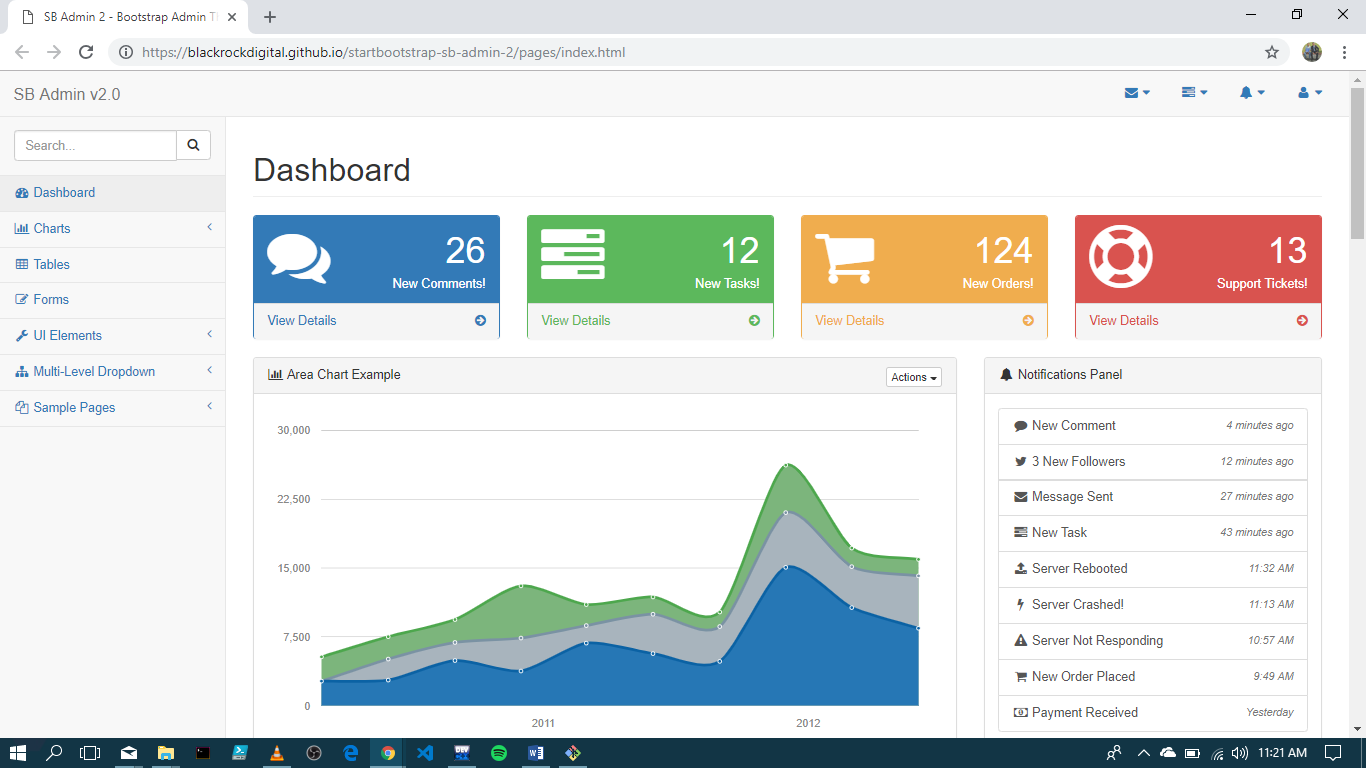 SB Admin 2 - Bootstrap Admin T
https://blackrockdigital.github.io/startbootstrap-sb-admin-2/pages/index.html
SB Admin v2.0
Search...
Dashboard
Charts
Tables
Forms
UI Elements
Multi-Level Dropdown
Sample Pages
Dashboard
26
New Comments!
View Details
12
New Tasks!
View Details
124
New Orders!
View Details
13
Support Tickets!
View Details
Area Chart Example
Actions
30,000
22,500
15,000
7,500
0
2011
2012
Notifications Panel
New Comment 4 minutes ago
3 New Followers 12 minutes ago
Message Sent 27 minutes ago
New Task 43 minutes ago
Server Rebooted 11:32 AM
Server Crashed! 11:13 AM
Server Not Responding 10:57 AM
New Order Placed 9:49 AM
Payment Received Yesterday
11:21 AM